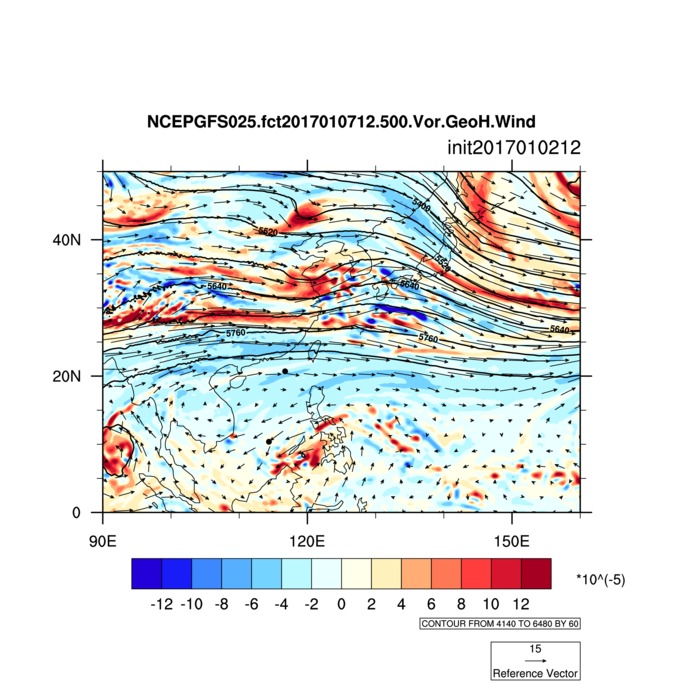 NCEPGFS025.fct2017010712.500.Vor.GeoH.Wind
init2017010212
5400
5620
40N
5520
5640
5640
5640
5760
5760
20N
0
90E 120E 150E
-12 -10 -8 -6 -4 -2 0 2 4 6 8 10 12
*10^(-5)
CONTOUR FROM 4140 TO 6480 BY 60
15
Reference Vector